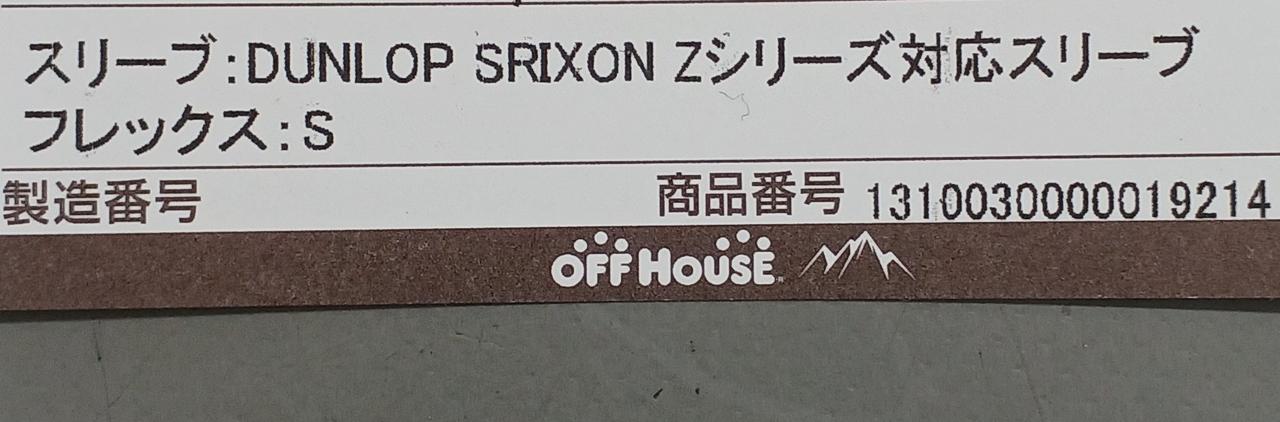 スリーブ:DUNLOP SRIXON Zシリーズ対応スリーブ
フレックス:S
製造番号 商品番号 1310030000019214
OFF HOUSE